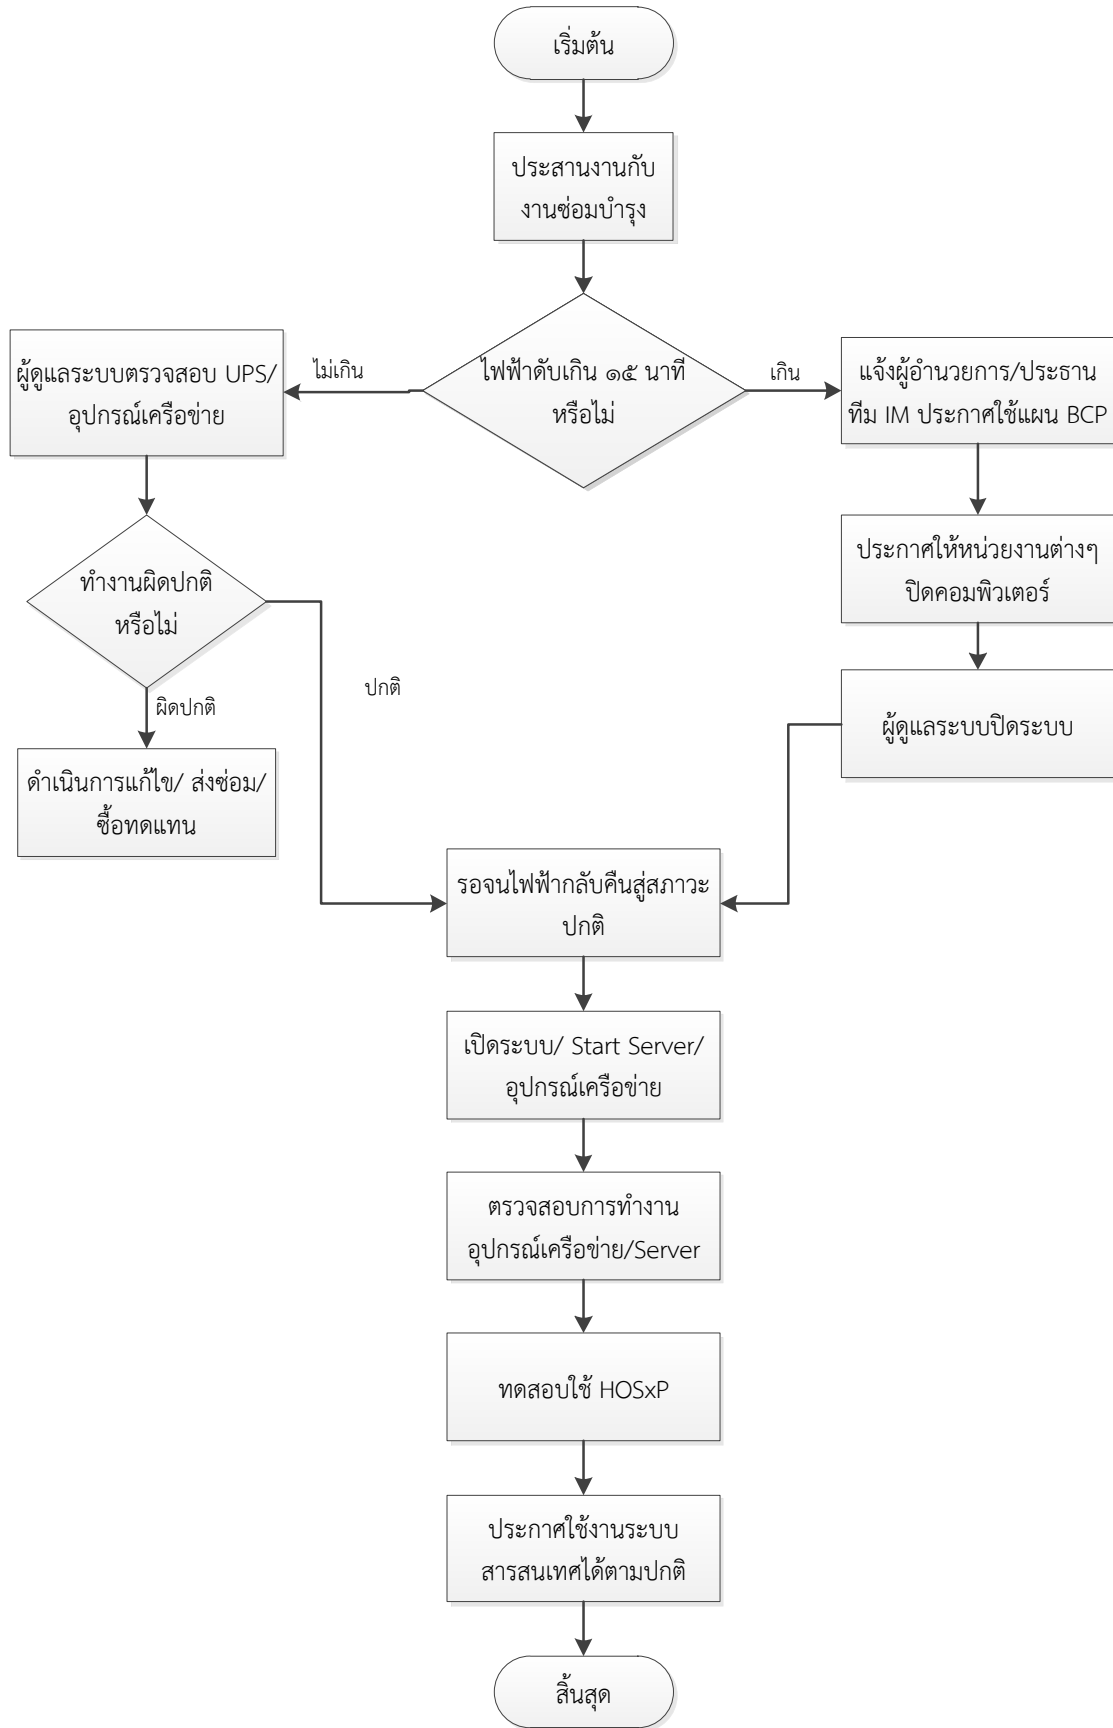 เริ่มต้น
ประสานงานกับ
งานซ่อมบำรุง
ไฟฟ้าดับเกิน ๑๕ นาที
หรือไม่
ไม่เกิน
เกิน
ผู้ดูแลระบบตรวจสอบ UPS/
อุปกรณ์เครือข่าย
แจ้งผู้อำนวยการ/ประธาน
ทีม IM ประกาศใช้แผน BCP
ทำงานผิดปกติ
หรือไม่
ประกาศให้หน่วยงานต่างๆ
ปิดคอมพิวเตอร์
ปกติ
ผิดปกติ
ผู้ดูแลระบบปิดระบบ
ดำเนินการแก้ไข/ ส่งซ่อม/
ซื้อทดแทน
รอจนไฟฟ้ากลับคืนสู่สภาวะ
ปกติ
เปิดระบบ/ Start Server/
อุปกรณ์เครือข่าย
ตรวจสอบการทำงาน
อุปกรณ์เครือข่าย/Server
ทดสอบใช้ HOSxP
ประกาศใช้งานระบบ
สารสนเทศได้ตามปกติ
สิ้นสุด